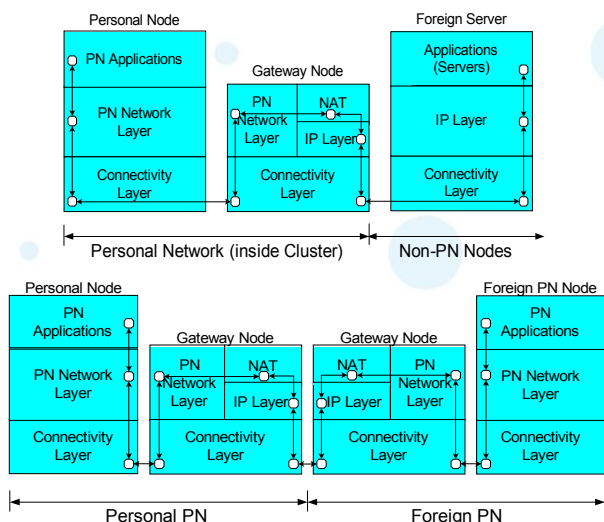 Personal Node
PN Applications
PN Network
Layer
Connectivity
Layer
Gateway Node
PN
Network
Layer
NAT
IP Layer
Connectivity
Layer
Foreign Server
Applications
(Servers)
IP Layer
Connectivity
Layer
Personal Network (inside Cluster)
Non-PN Nodes
Personal Node
PN
Applications
PN Network
Layer
Connectivity
Layer
Gateway Node
PN
Network
Layer
NAT
IP Layer
Connectivity
Layer
Gateway Node
NAT
IP Layer
PN
Network
Layer
Connectivity
Layer
Foreign PN Node
PN
Applications
PN Network
Layer
Connectivity
Layer
Personal PN
Foreign PN